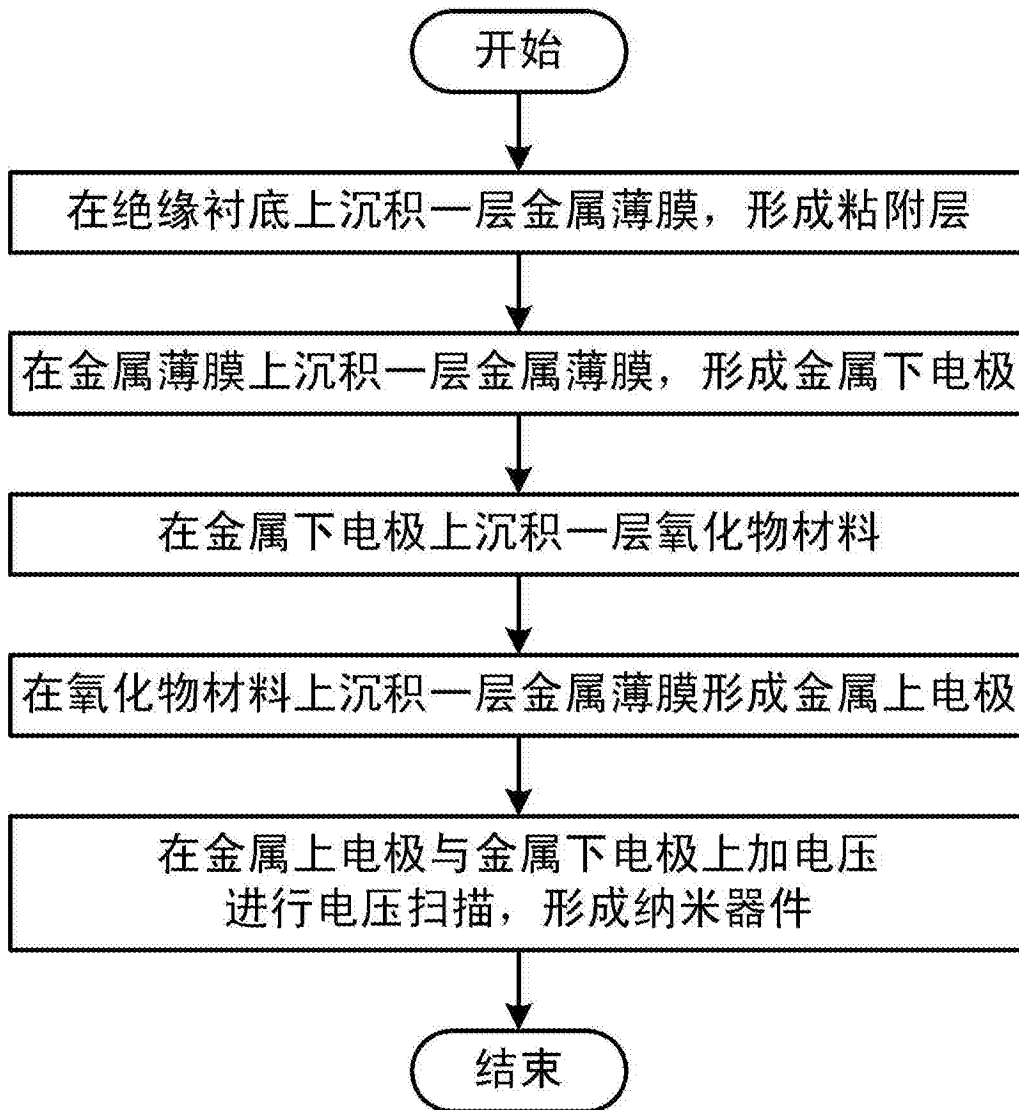 开始
在绝缘衬底上沉积一层金属薄膜，形成粘附层
在金属薄膜上沉积一层金属薄膜，形成金属下电极
在金属下电极上沉积一层氧化物材料
在氧化物材料上沉积一层金属薄膜形成金属上电极
在金属上电极与金属下电极上加电压
进行电压扫描，形成纳米器件
结束